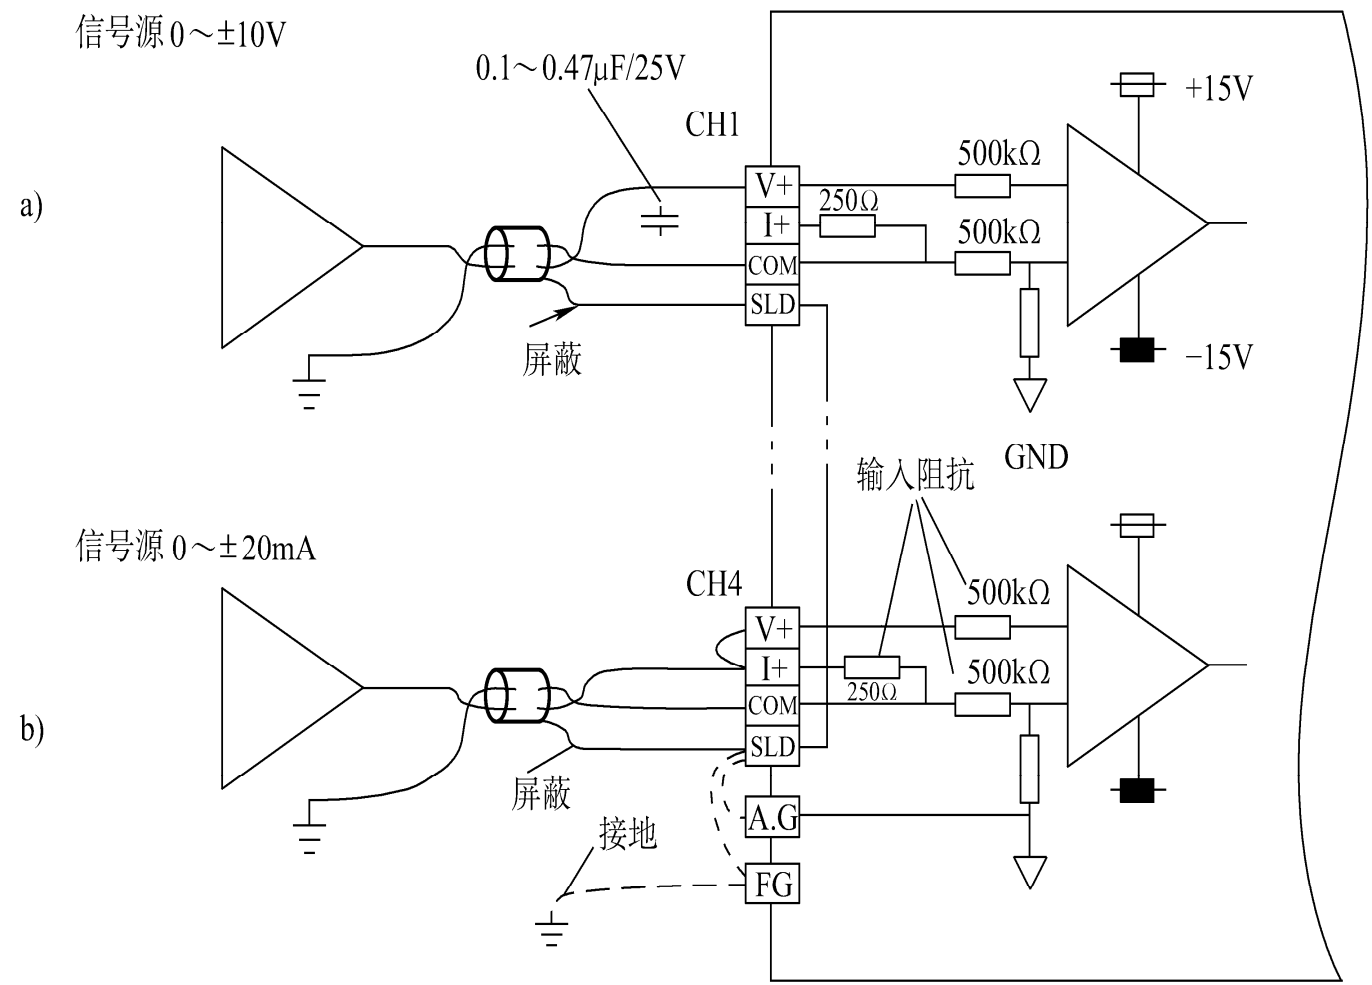 信号源 0～±10V
0.1～0.47μF/25V
CH1
+15V
500kΩ
V+
250Ω
a)
I+
500kΩ
COM
SLD
屏蔽
−15V
GND
输入阻抗
信号源 0～±20mA
CH4
500kΩ
V+
I+
500kΩ
250Ω
COM
b)
SLD
屏蔽
A.G
接地
FG